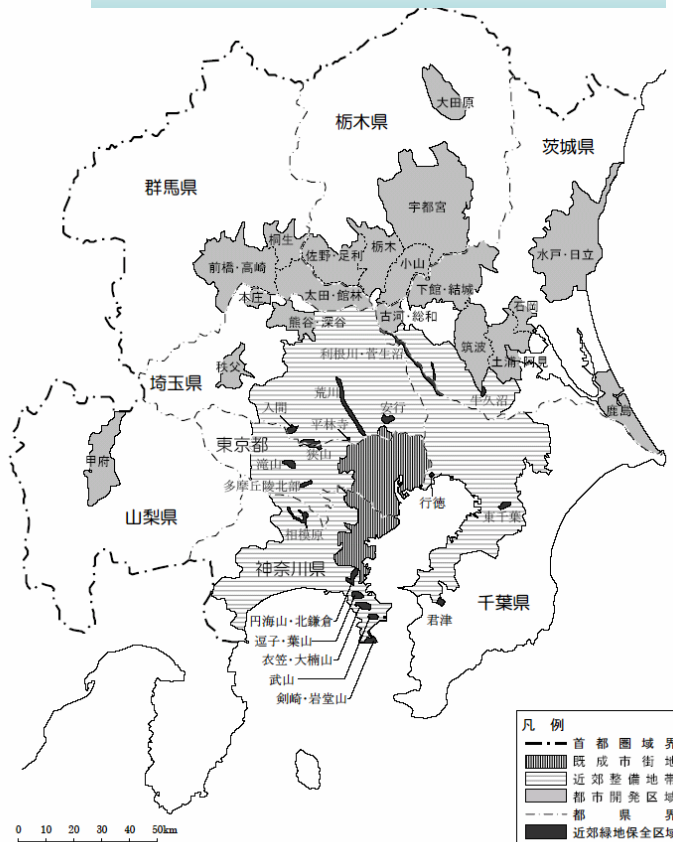 大田原
栃木県
茨城県
群馬県
宇都宮
桐生
佐野・足利
栃木
小山
水戸・日立
前橋・高崎
下館・結城
本庄
太田・館林
石岡
熊谷・深谷
古河・総和
筑波
土浦・阿見
利根川・菅生沼
秩父
埼玉県
荒川
牛久沼
入間
安行
鹿島
平林寺
東京都
狭山
甲府
滝山
多摩丘陵北部
行徳
東千葉
山梨県
相模原
神奈川県
千葉県
円海山・北鎌倉
君津
逗子・葉山
衣笠・大楠山
武山
剣崎・岩堂山
凡 例
首都圏域界
既成市街地
近郊整備地帯
都市開発区域
都県界
近郊緑地保全区域
0 10 20 30 40 50km